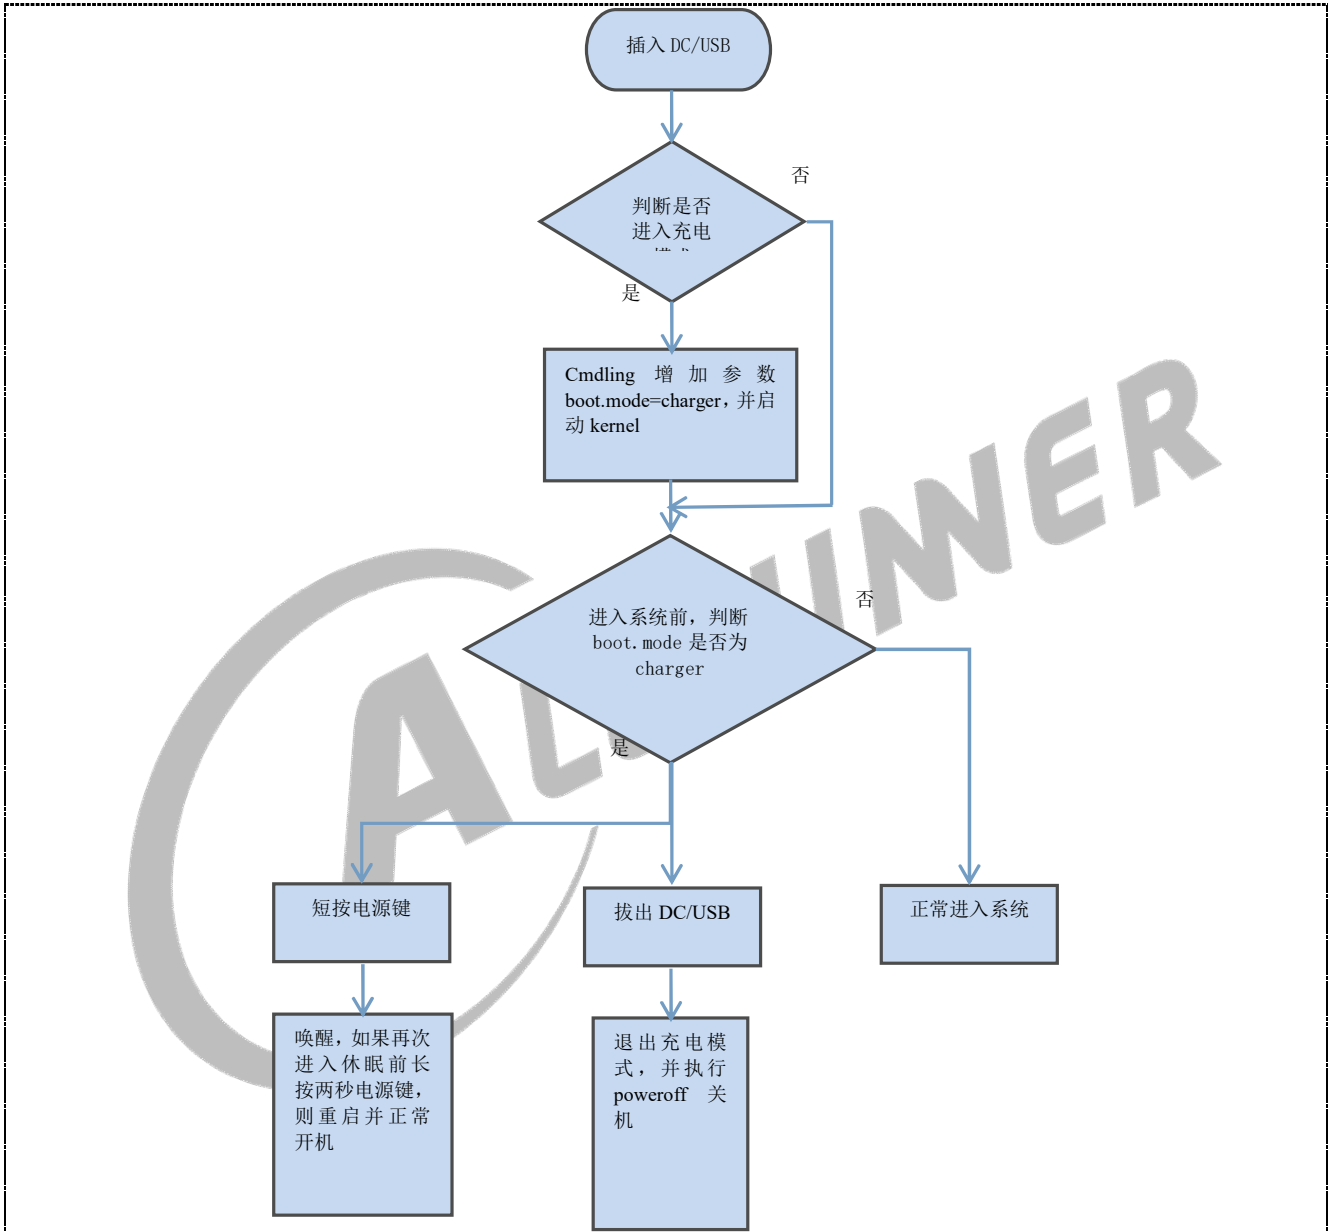 插入 DC/USB
否
判断是否
进入充电
是
Cmdling 增加参数
boot.mode=charger，并启
动 kernel
否
进入系统前，判断
boot.mode 是否为
charger
是
短按电源键
拔出 DC/USB
正常进入系统
唤醒，如果再次
进入休眠前长
按两秒电源键，
则重启并正常
开机
退出充电模
式，并执行
poweroff 关
机